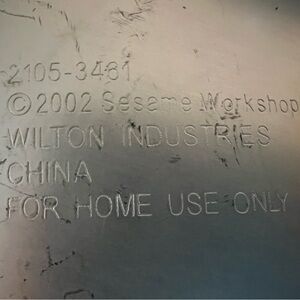 2105-3461
©2002 Sesame Workshop
WILTON INDUSTRIES
CHINA
FOR HOME USE ONLY